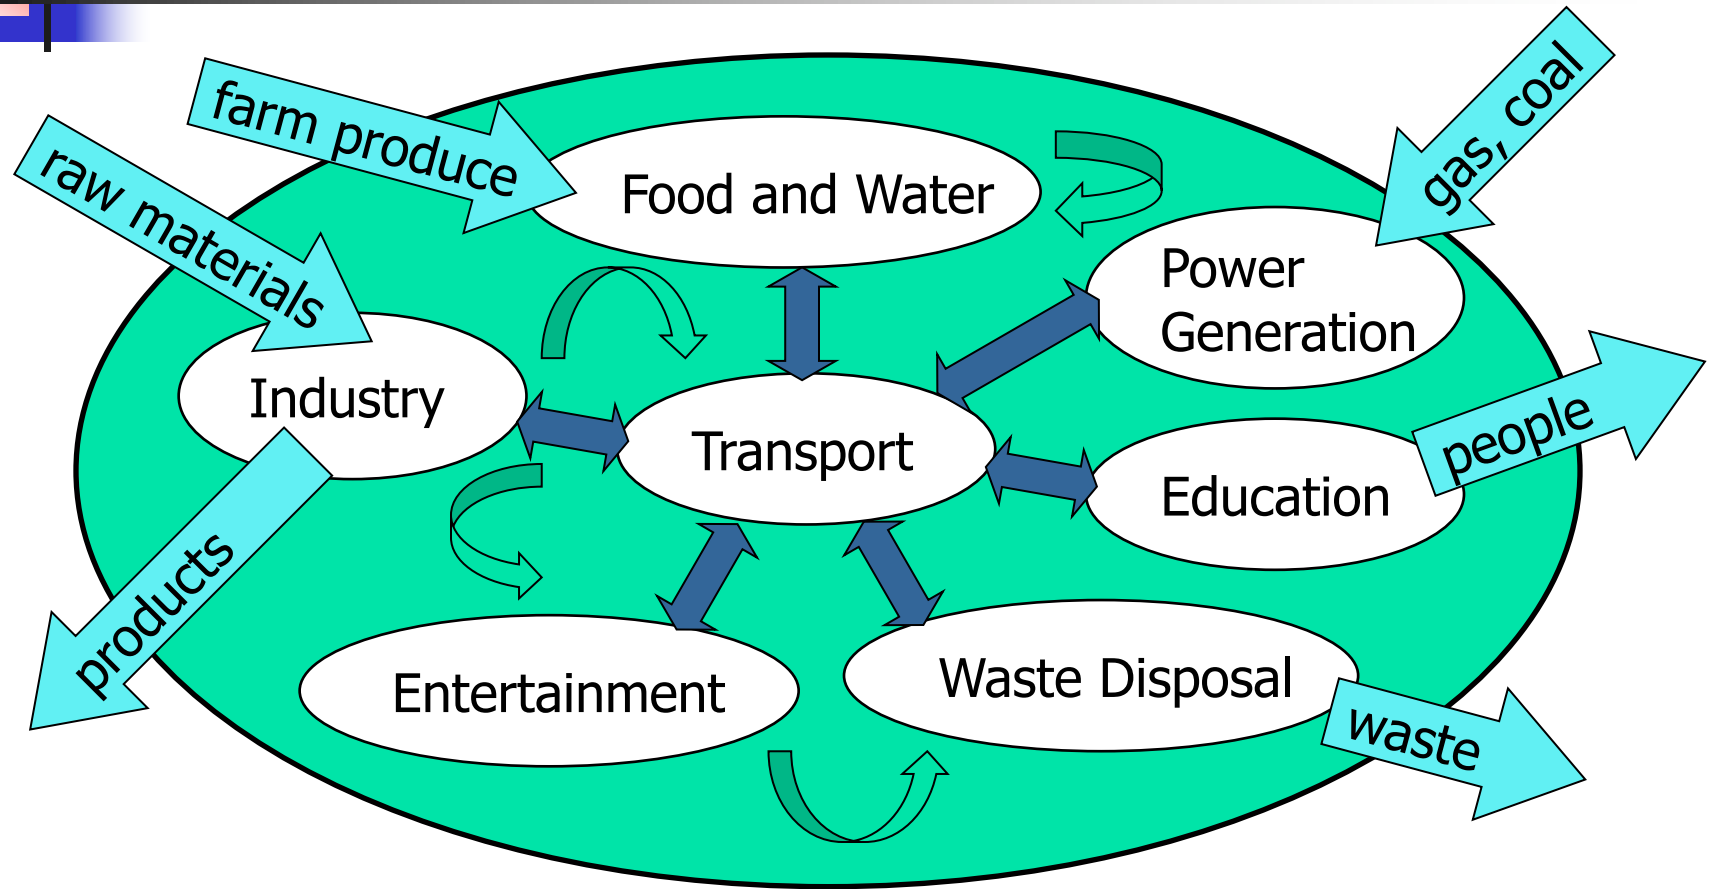 farm produce
raw materials
gas, coal
Food and Water
Power
Generation
Industry
people
Transport
Education
products
Entertainment
Waste Disposal
waste